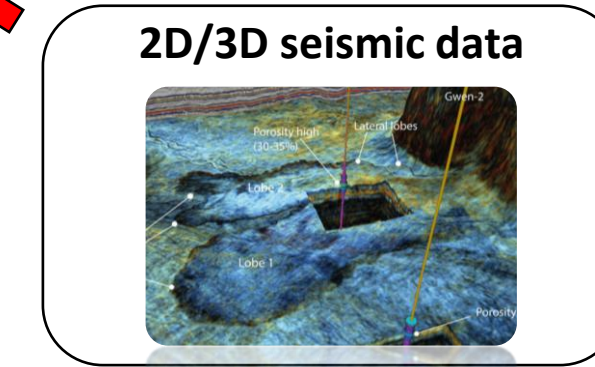 2D/3D seismic data
Gwen-2
Porosity high
(30-35%)
Lateral lobes
Lobe 2
Lobe 1
Porosity